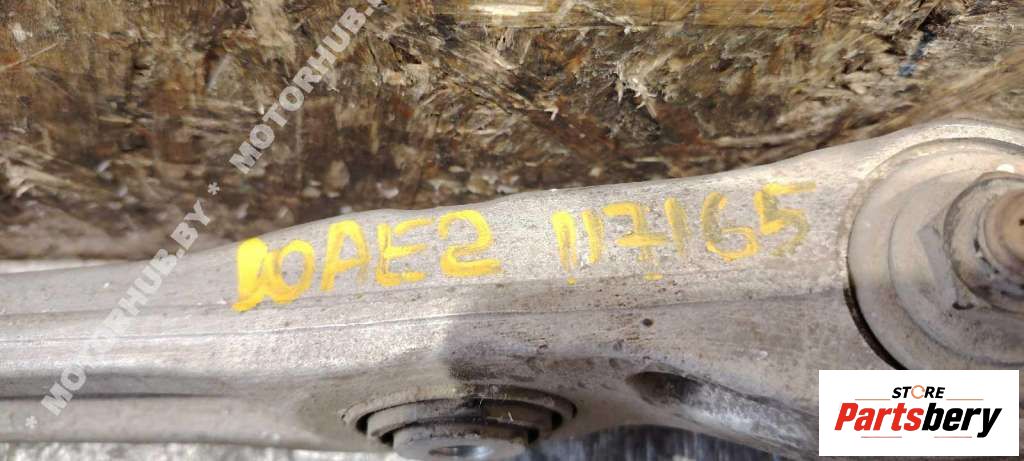 * MOTORHUB.BY * MOTORHUB.BY
10AE2 117165
STORE
Partsbery